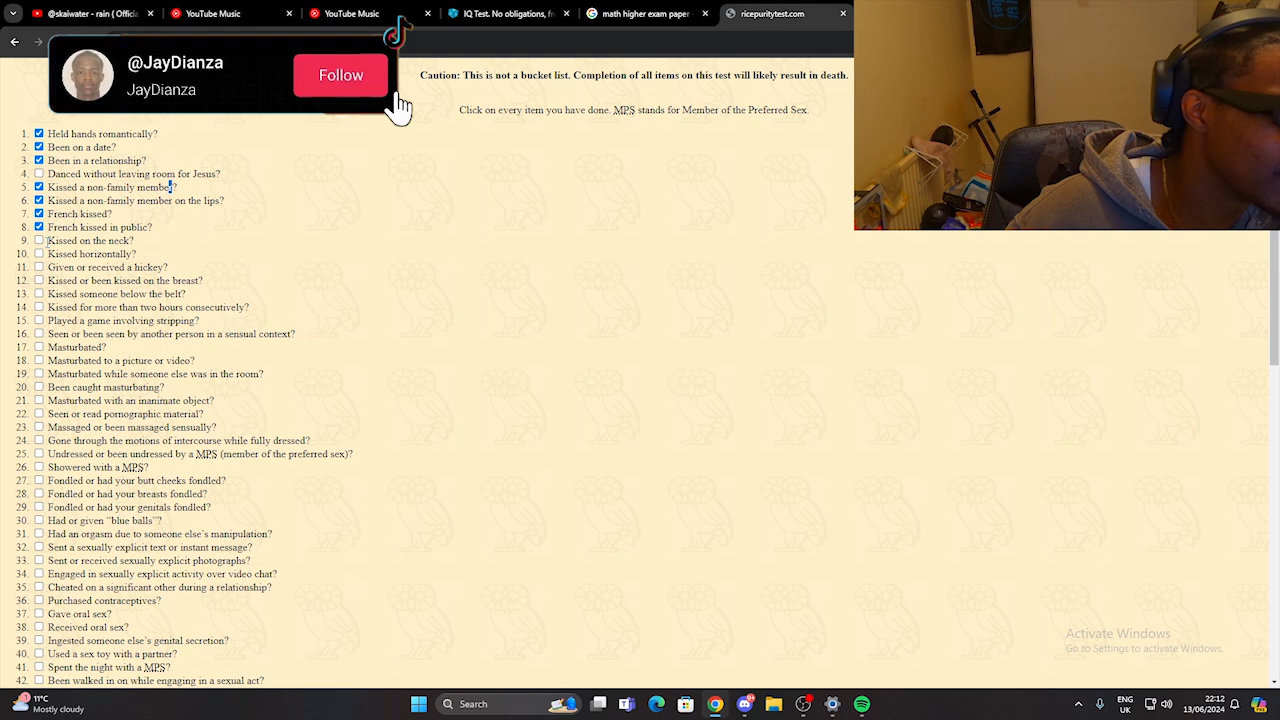 @skaiwater - rain ( Official
YouTube Music
YouTube Music
IQ Test. No obligations, fr
math higher exam paper -
ricepuritytest.com
@JayDianza
JayDianza
Follow
Caution: This is not a bucket list. Completion of all items on this test will likely result in death.
Click on every item you have done. MPS stands for Member of the Preferred Sex.
1. Held hands romantically?
2. Been on a date?
3. Been in a relationship?
4. Danced without leaving room for Jesus?
5. Kissed a non-family member?
6. Kissed a non-family member on the lips?
7. French kissed?
8. French kissed in public?
9. Kissed on the neck?
10. Kissed horizontally?
11. Given or received a hickey?
12. Kissed or been kissed on the breast?
13. Kissed someone below the belt?
14. Kissed for more than two hours consecutively?
15. Played a game involving stripping?
16. Seen or been seen by another person in a sensual context?
17. Masturbated?
18. Masturbated to a picture or video?
19. Masturbated while someone else was in the room?
20. Been caught masturbating?
21. Masturbated with an inanimate object?
22. Seen or read pornographic material?
23. Massaged or been massaged sensually?
24. Gone through the motions of intercourse while fully dressed?
25. Undressed or been undressed by a MPS (member of the preferred sex)?
26. Showered with a MPS?
27. Fondled or had your butt cheeks fondled?
28. Fondled or had your breasts fondled?
29. Fondled or had your genitals fondled?
30. Had or given "blue balls"?
31. Had an orgasm due to someone else's manipulation?
32. Sent a sexually explicit text or instant message?
33. Sent or received sexually explicit photographs?
34. Engaged in sexually explicit activity over video chat?
35. Cheated on a significant other during a relationship?
36. Purchased contraceptives?
37. Gave oral sex?
38. Received oral sex?
39. Ingested someone else's genital secretion?
40. Used a sex toy with a partner?
41. Spent the night with a MPS?
42. Been walked in on while engaging in a sexual act?
Activate Windows
Go to Settings to activate Windows.
11°C
Mostly cloudy
Search
ENG
UK
22:12
13/06/2024